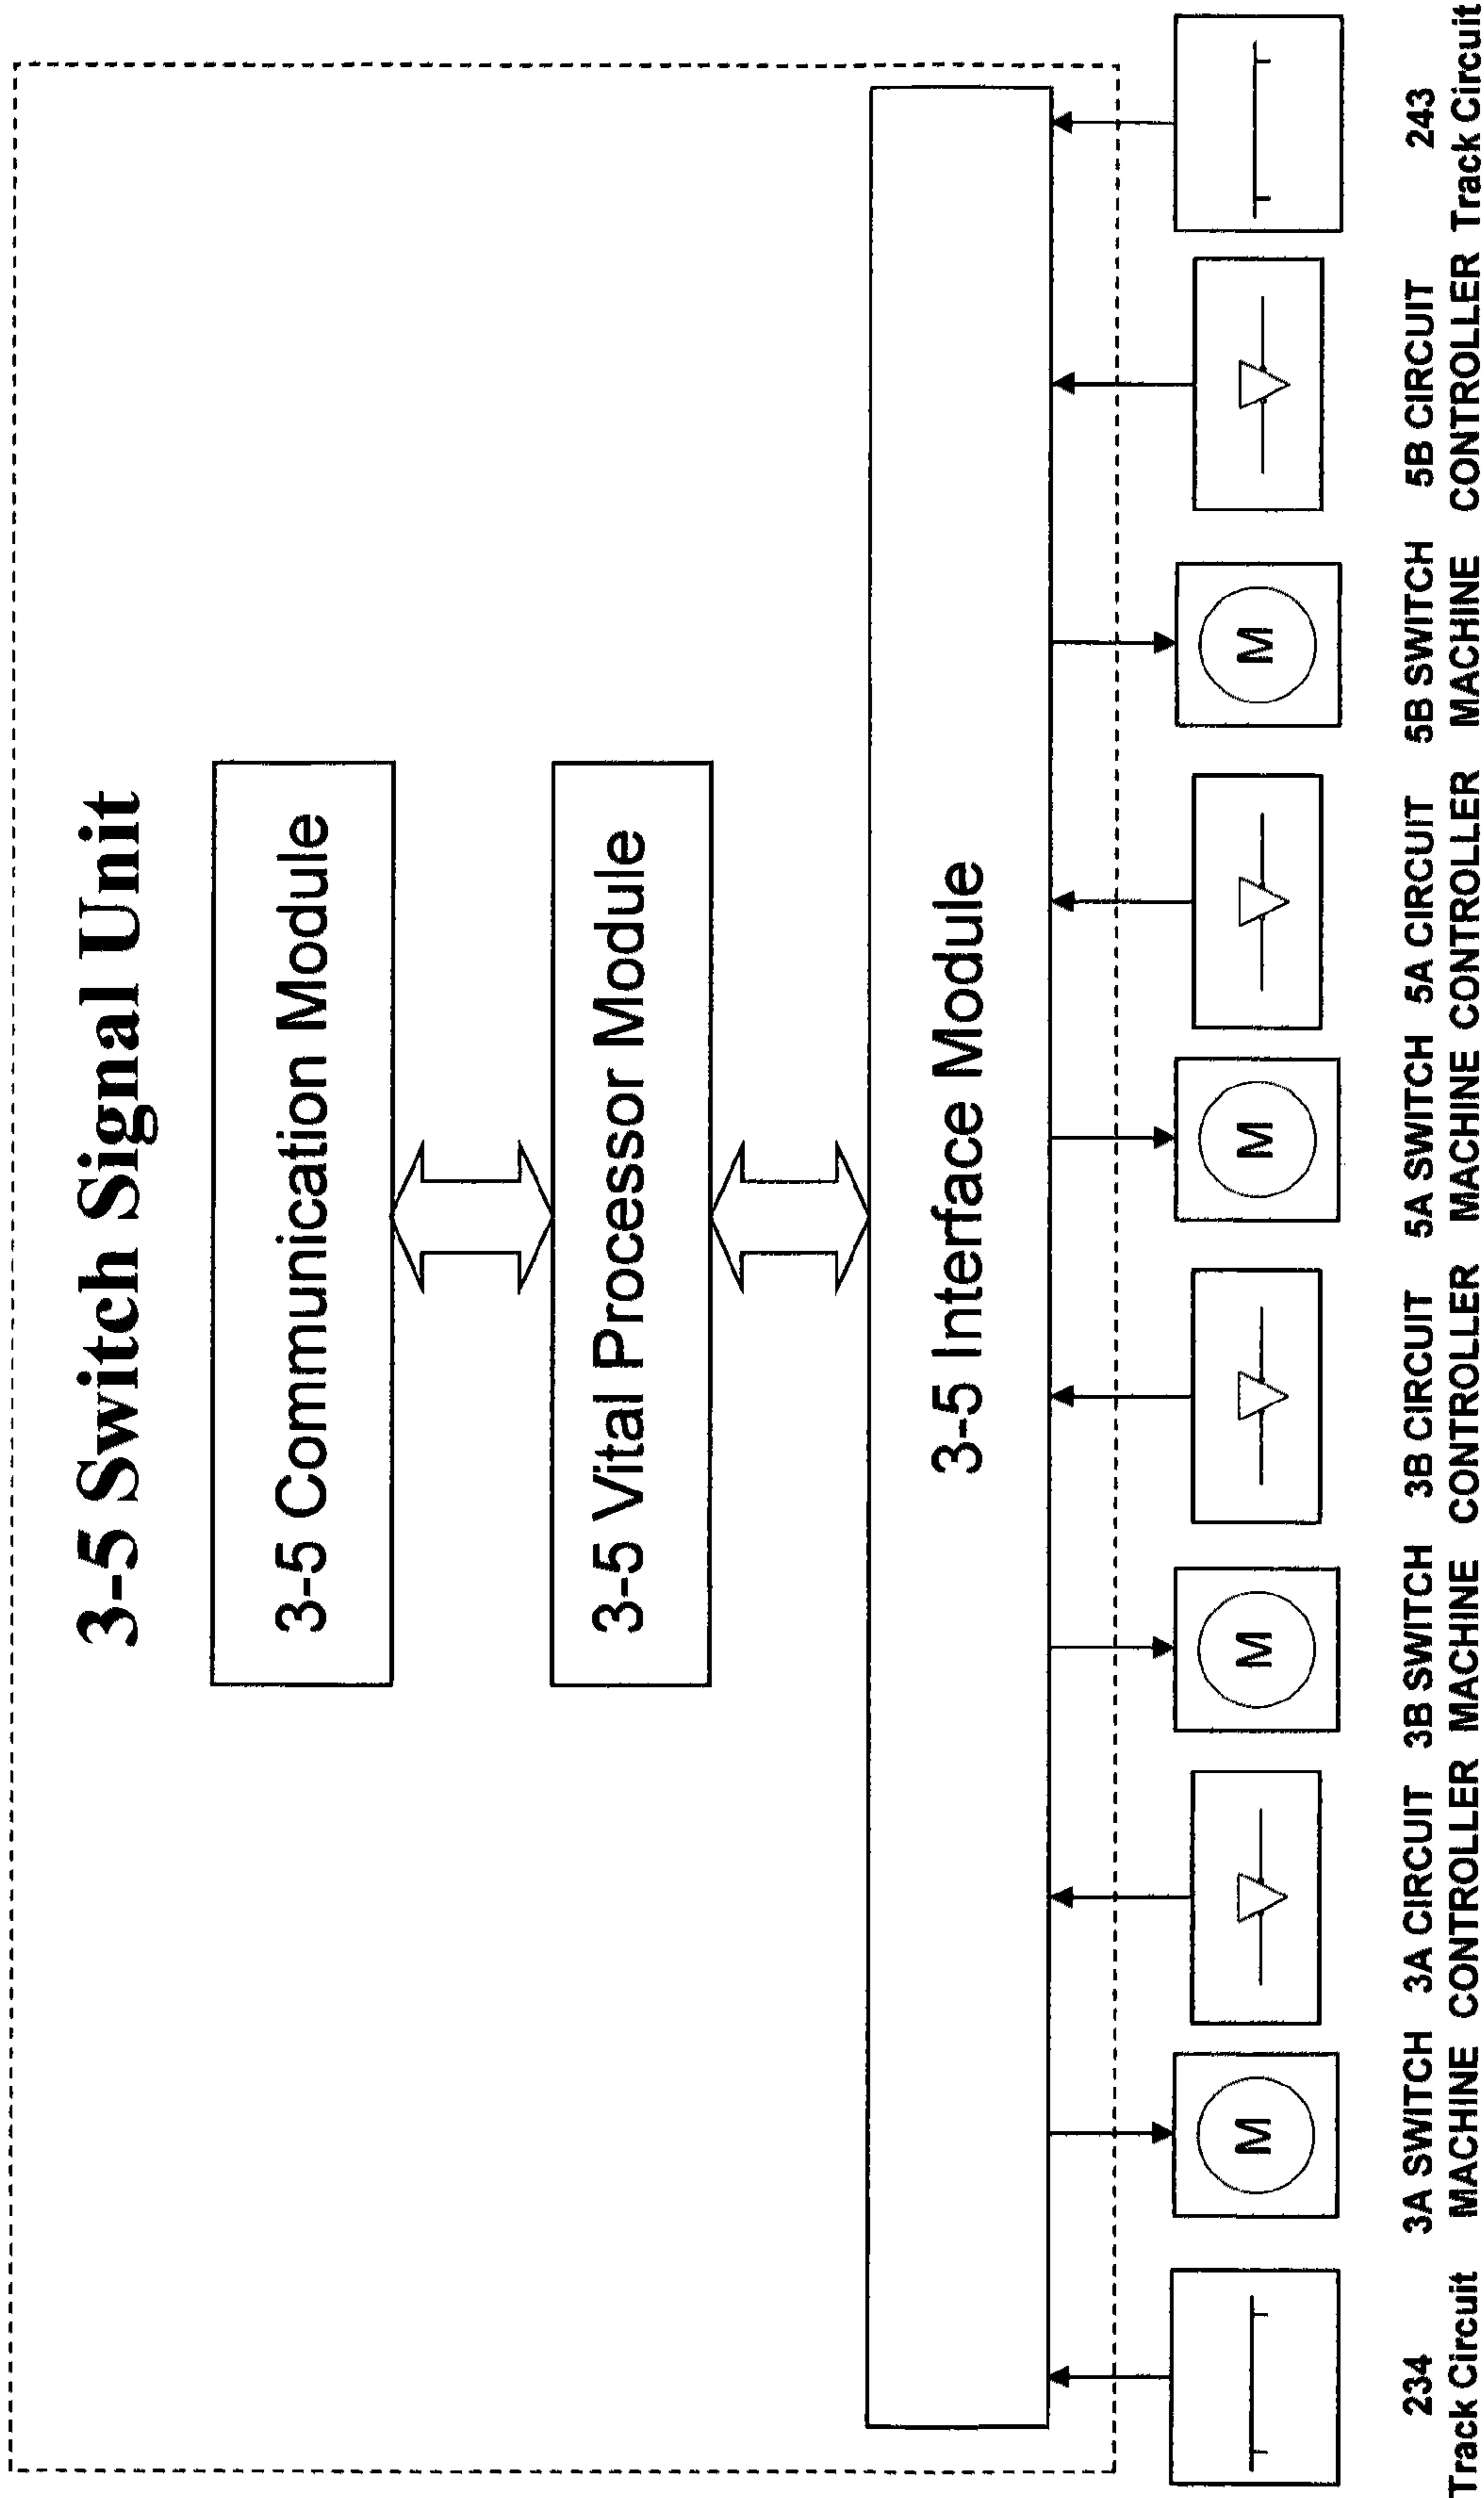 3-5 Switch Signal Unit
3-5 Communication Module
3-5 Vital Processor Module
3-5 Interface Module
M
M
M
M
234
Track Circuit
3A SWITCH
MACHINE
3A CIRCUIT
CONTROLLER
3B SWITCH
MACHINE
3B CIRCUIT
CONTROLLER
5A SWITCH
MACHINE
5A CIRCUIT
CONTROLLER
5B SWITCH
MACHINE
5B CIRCUIT
CONTROLLER
243
Track Circuit